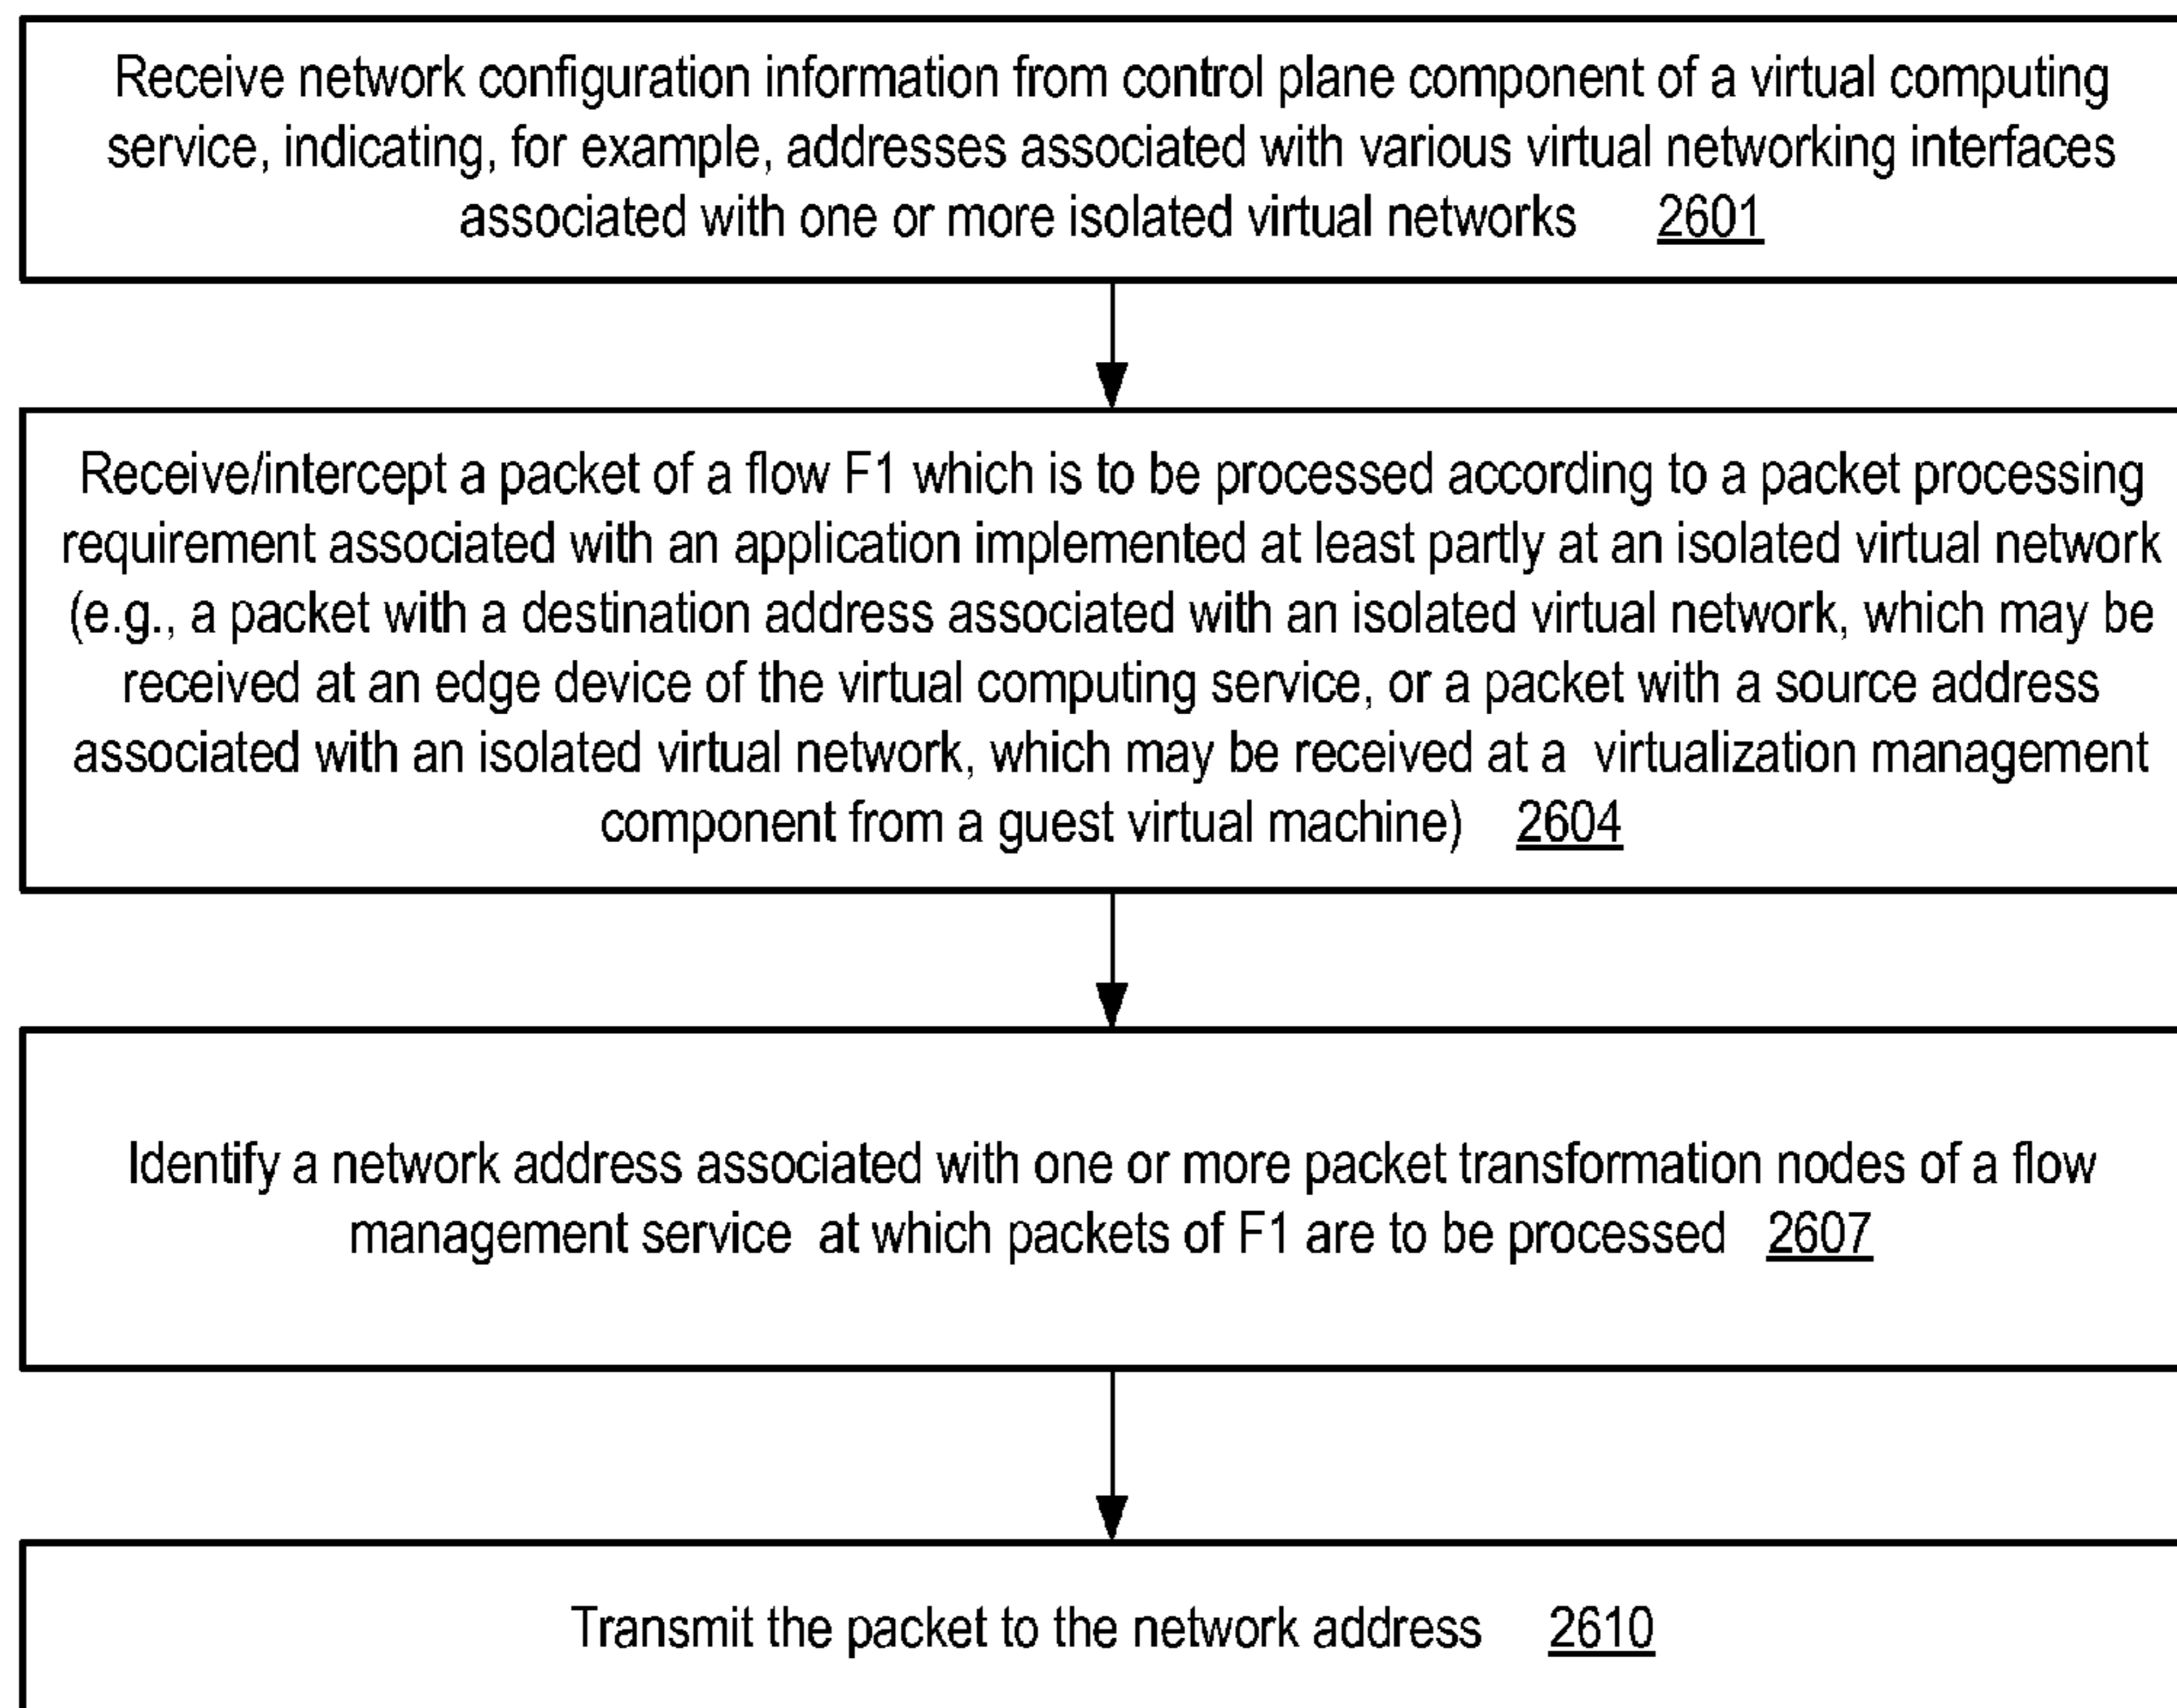 Receive network configuration information from control plane component of a virtual computing
service, indicating, for example, addresses associated with various virtual networking interfaces
associated with one or more isolated virtual networks 2601
Receive/intercept a packet of a flow F1 which is to be processed according to a packet processing
requirement associated with an application implemented at least partly at an isolated virtual network
(e.g., a packet with a destination address associated with an isolated virtual network, which may be
received at an edge device of the virtual computing service, or a packet with a source address
associated with an isolated virtual network, which may be received at a virtualization management
component from a guest virtual machine) 2604
Identify a network address associated with one or more packet transformation nodes of a flow
management service at which packets of F1 are to be processed 2607
Transmit the packet to the network address 2610